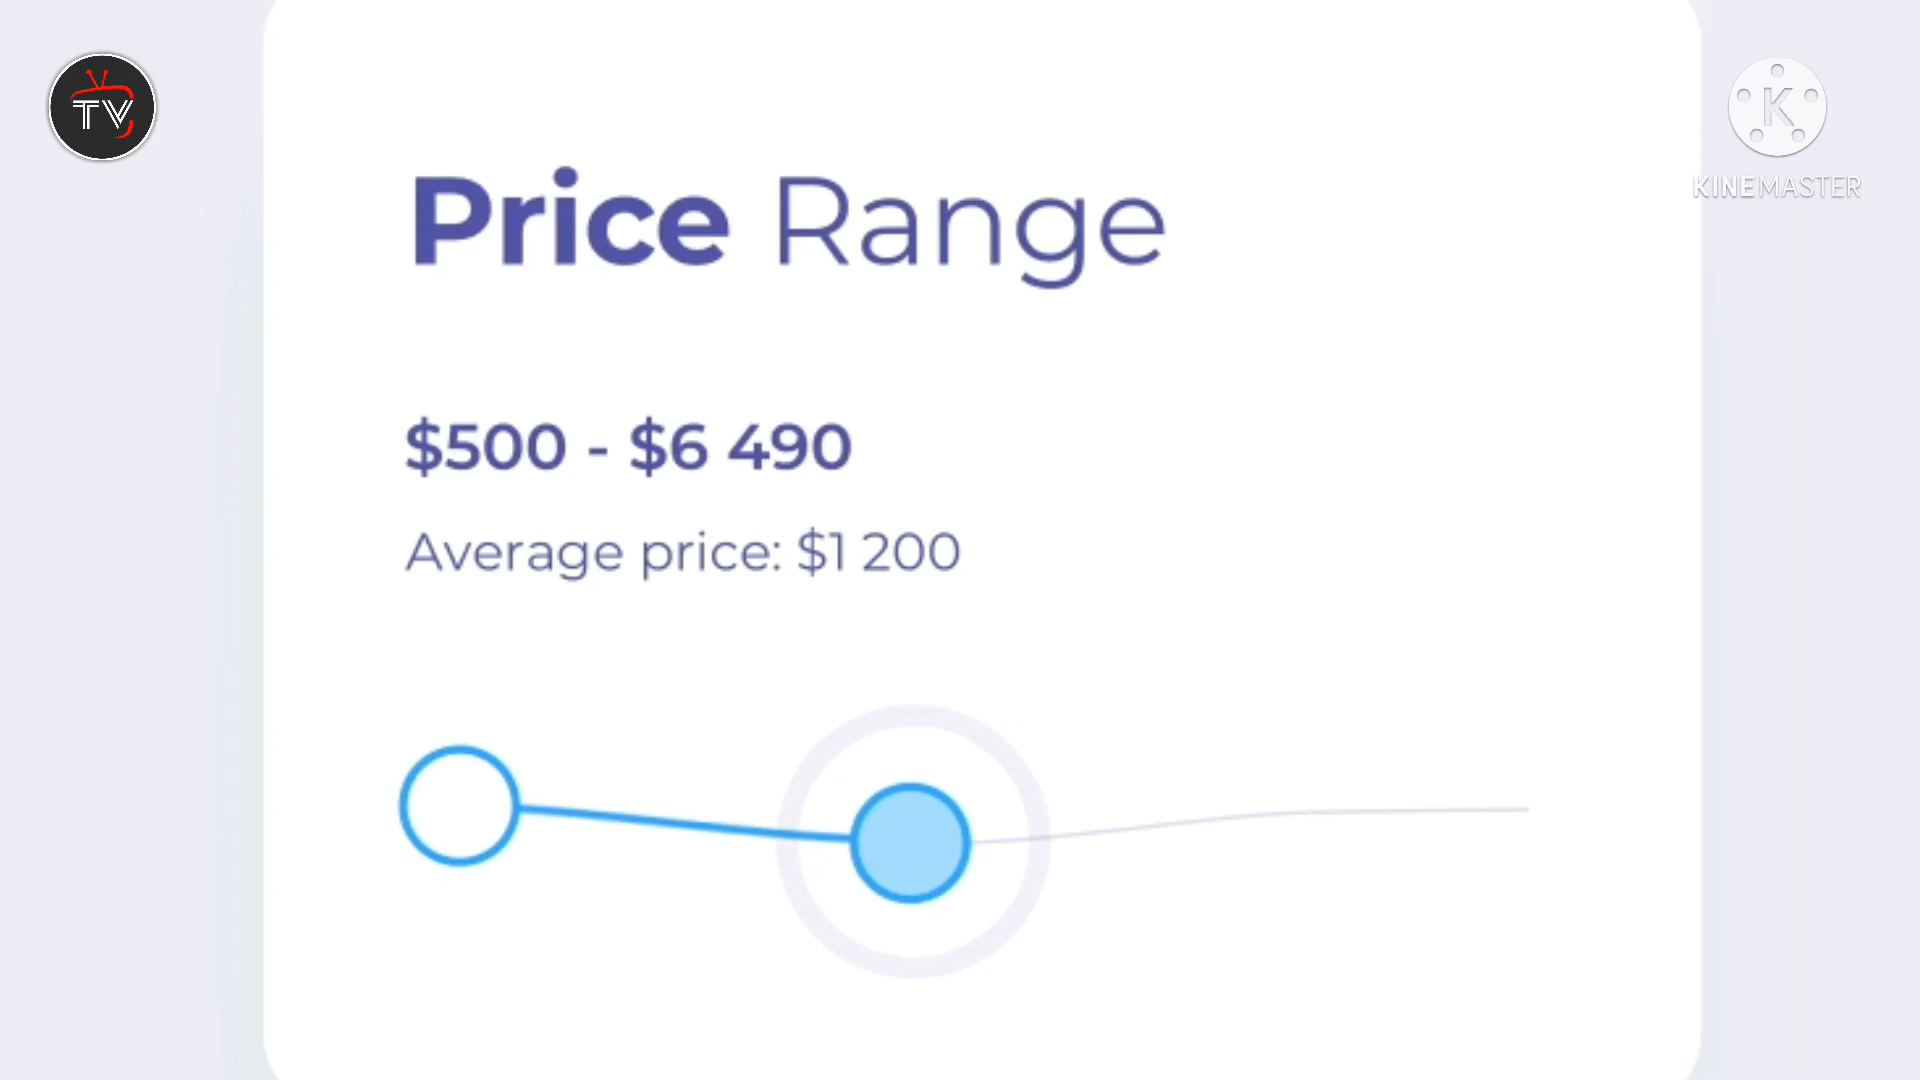 TV
K
KINEMASTER
Price Range
$500 - $6 490
Average price: $1 200